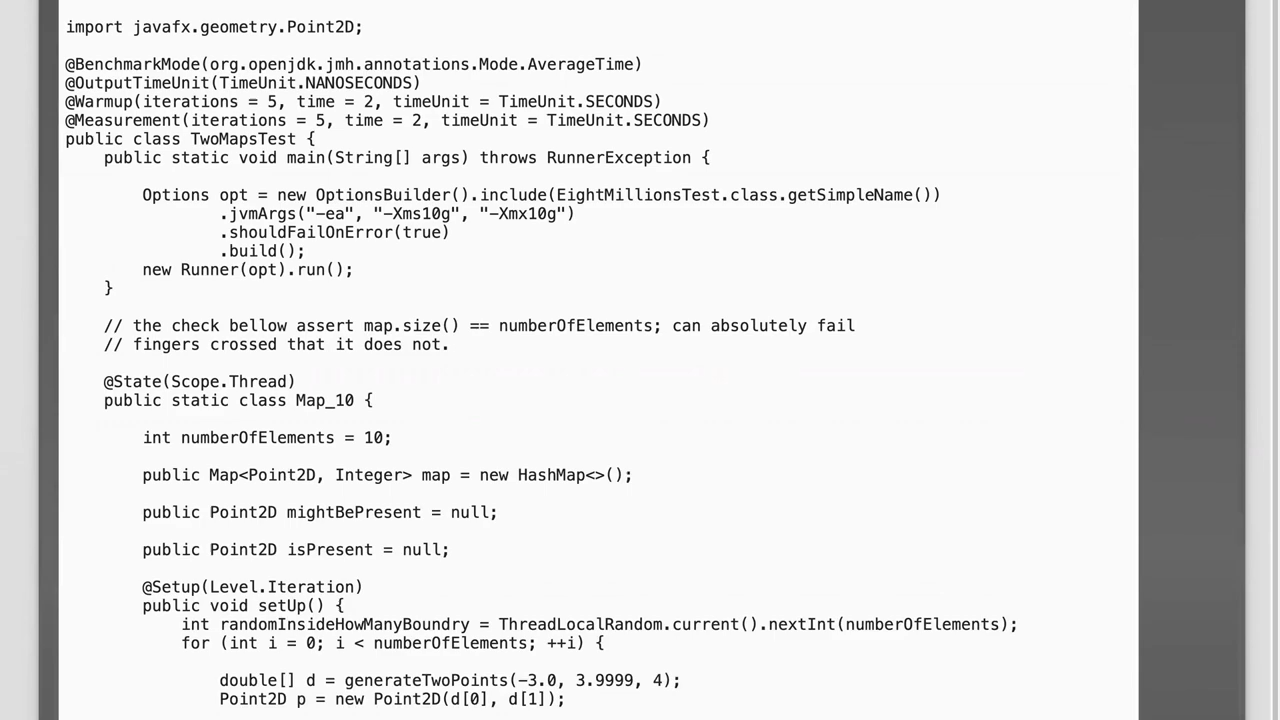 import javafx.geometry.Point2D;
@BenchmarkMode(org.openjdk.jmh.annotations.Mode.AverageTime)
@OutputTimeUnit(TimeUnit.NANOSECONDS)
@Warmup(iterations = 5, time = 2, timeUnit = TimeUnit.SECONDS)
@Measurement(iterations = 5, time = 2, timeUnit = TimeUnit.SECONDS)
public class TwoMapsTest {
    public static void main(String[] args) throws RunnerException {
        Options opt = new OptionsBuilder().include(EightMillionsTest.class.getSimpleName())
                .jvmArgs("-ea", "-Xms10g", "-Xmx10g")
                .shouldFailOnError(true)
                .build();
        new Runner(opt).run();
    }
    // the check bellow assert map.size() == numberOfElements; can absolutely fail
    // fingers crossed that it does not.
    @State(Scope.Thread)
    public static class Map_10 {
        int numberOfElements = 10;
        public Map<Point2D, Integer> map = new HashMap<>();
        public Point2D mightBePresent = null;
        public Point2D isPresent = null;
        @Setup(Level.Iteration)
        public void setUp() {
            int randomInsideHowManyBoundry = ThreadLocalRandom.current().nextInt(numberOfElements);
            for (int i = 0; i < numberOfElements; ++i) {
                double[] d = generateTwoPoints(-3.0, 3.9999, 4);
                Point2D p = new Point2D(d[0], d[1]);